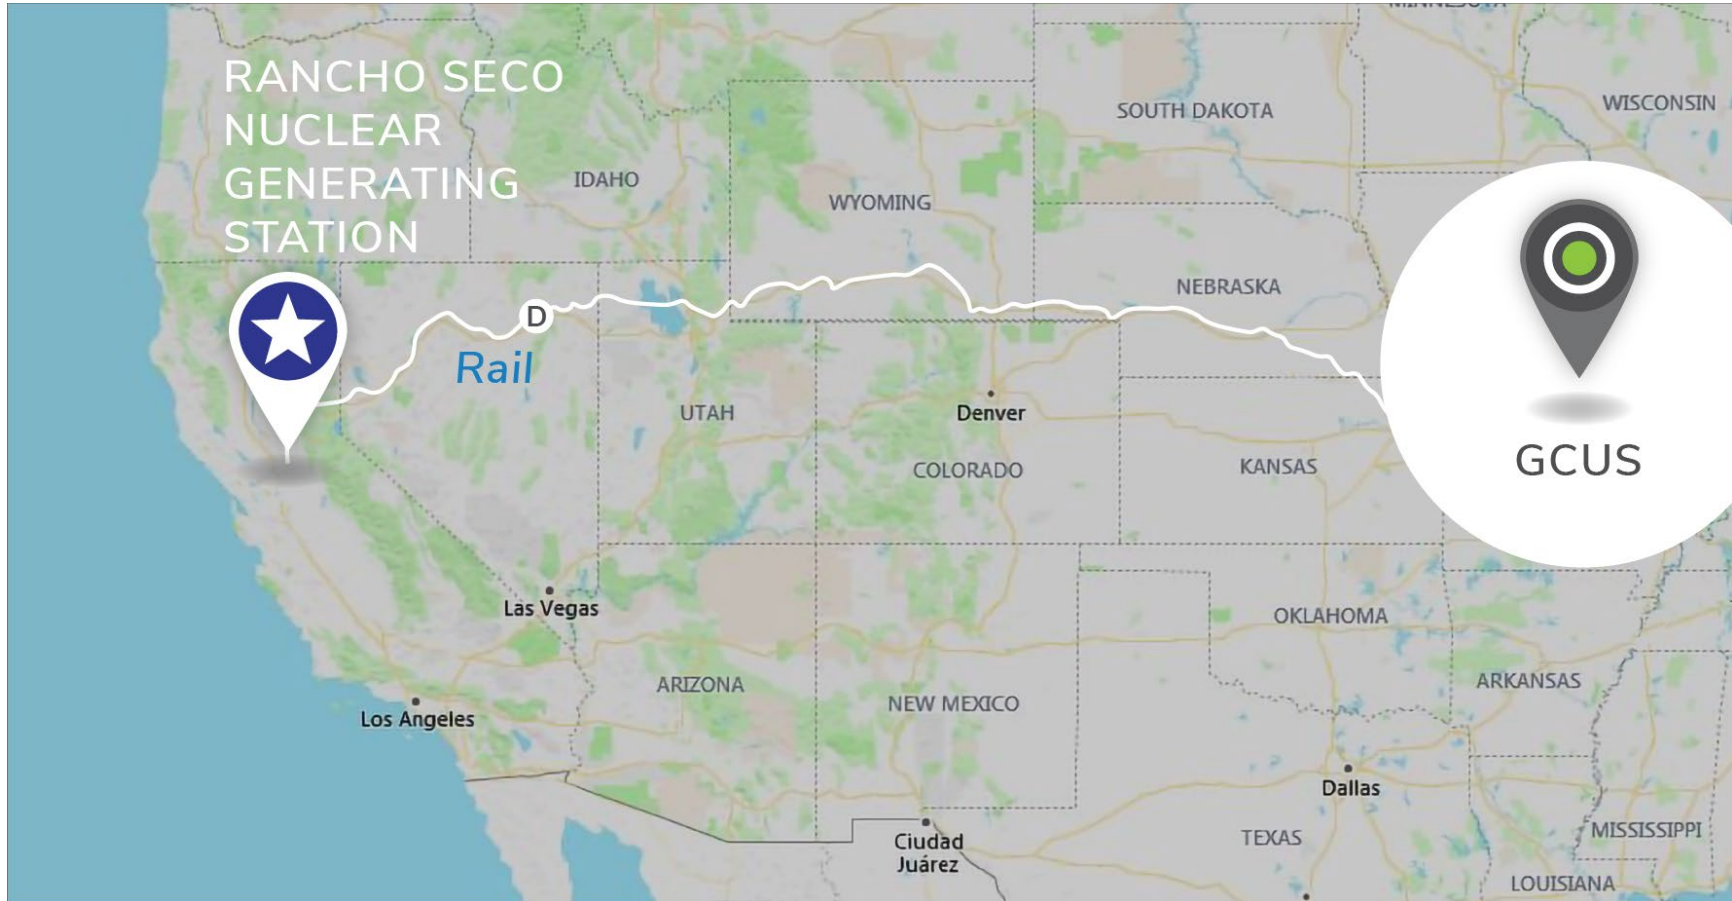 MINNESOTA
RANCHO SECO
NUCLEAR
GENERATING
STATION
SOUTH DAKOTA
WISCONSIN
IDAHO
WYOMING
NEBRASKA
D
Rail
UTAH
Denver
COLORADO
KANSAS
GCUS
Las Vegas
OKLAHOMA
ARIZONA
NEW MEXICO
ARKANSAS
Los Angeles
Dallas
Ciudad
Juárez
TEXAS
MISSISSIPPI
LOUISIANA